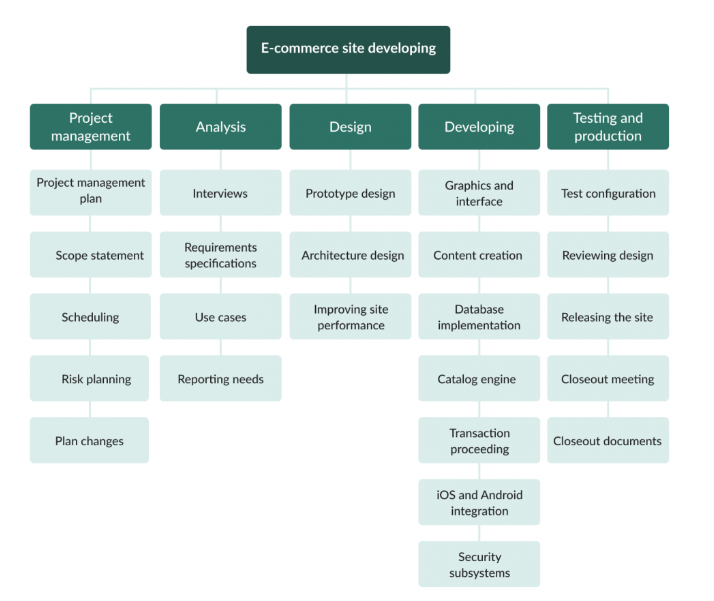 E-commerce site developing
Project
management
Analysis
Design
Developing
Testing and
production
Project management
plan
Interviews
Prototype design
Graphics and
interface
Test configuration
Scope statement
Requirements
specifications
Architecture design
Content creation
Reviewing design
Scheduling
Use cases
Improving site
performance
Database
implementation
Releasing the site
Risk planning
Reporting needs
Catalog engine
Closeout meeting
Plan changes
Transaction
proceeding
Closeout documents
iOS and Android
integration
Security
subsystems